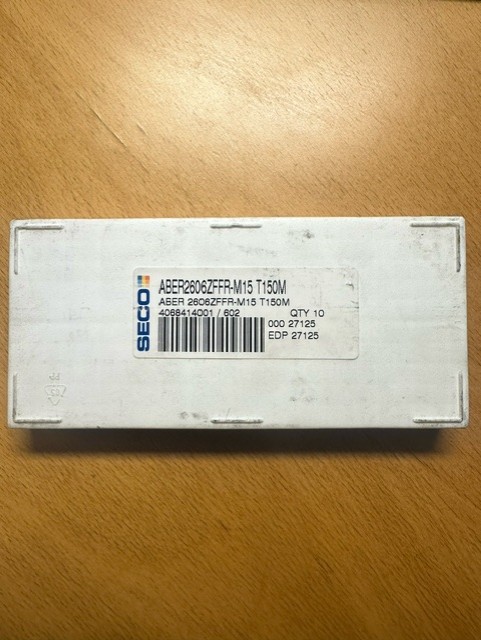 SECO
ABER2606ZFFR-M15 T150M
ABER 2606ZFFR-M15 T150M
4068414001 / 602 QTY 10
000 27125
EDP 27125